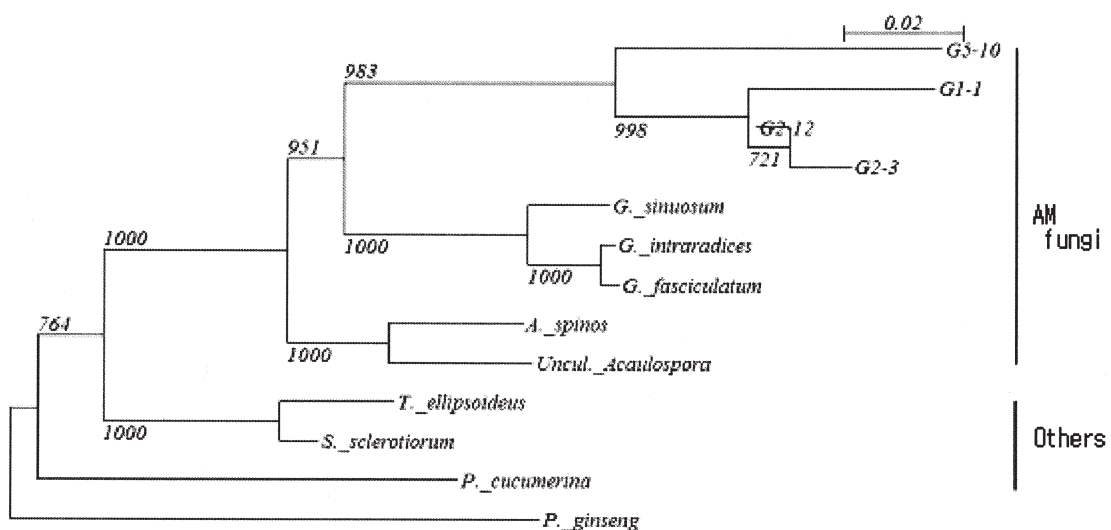 0.02
G5-10
983
G1-1
998
G2-12
951
721
G2-3
G._sinuosum
AM
fungi
1000
1000
G._intraradices
1000
G._fasciculatum
764
A._spinos
1000
Uncul._Acaulospora
T._ellipsoideus
1000
S._sclerotiorum
Others
P._cucumerina
P._ginseng